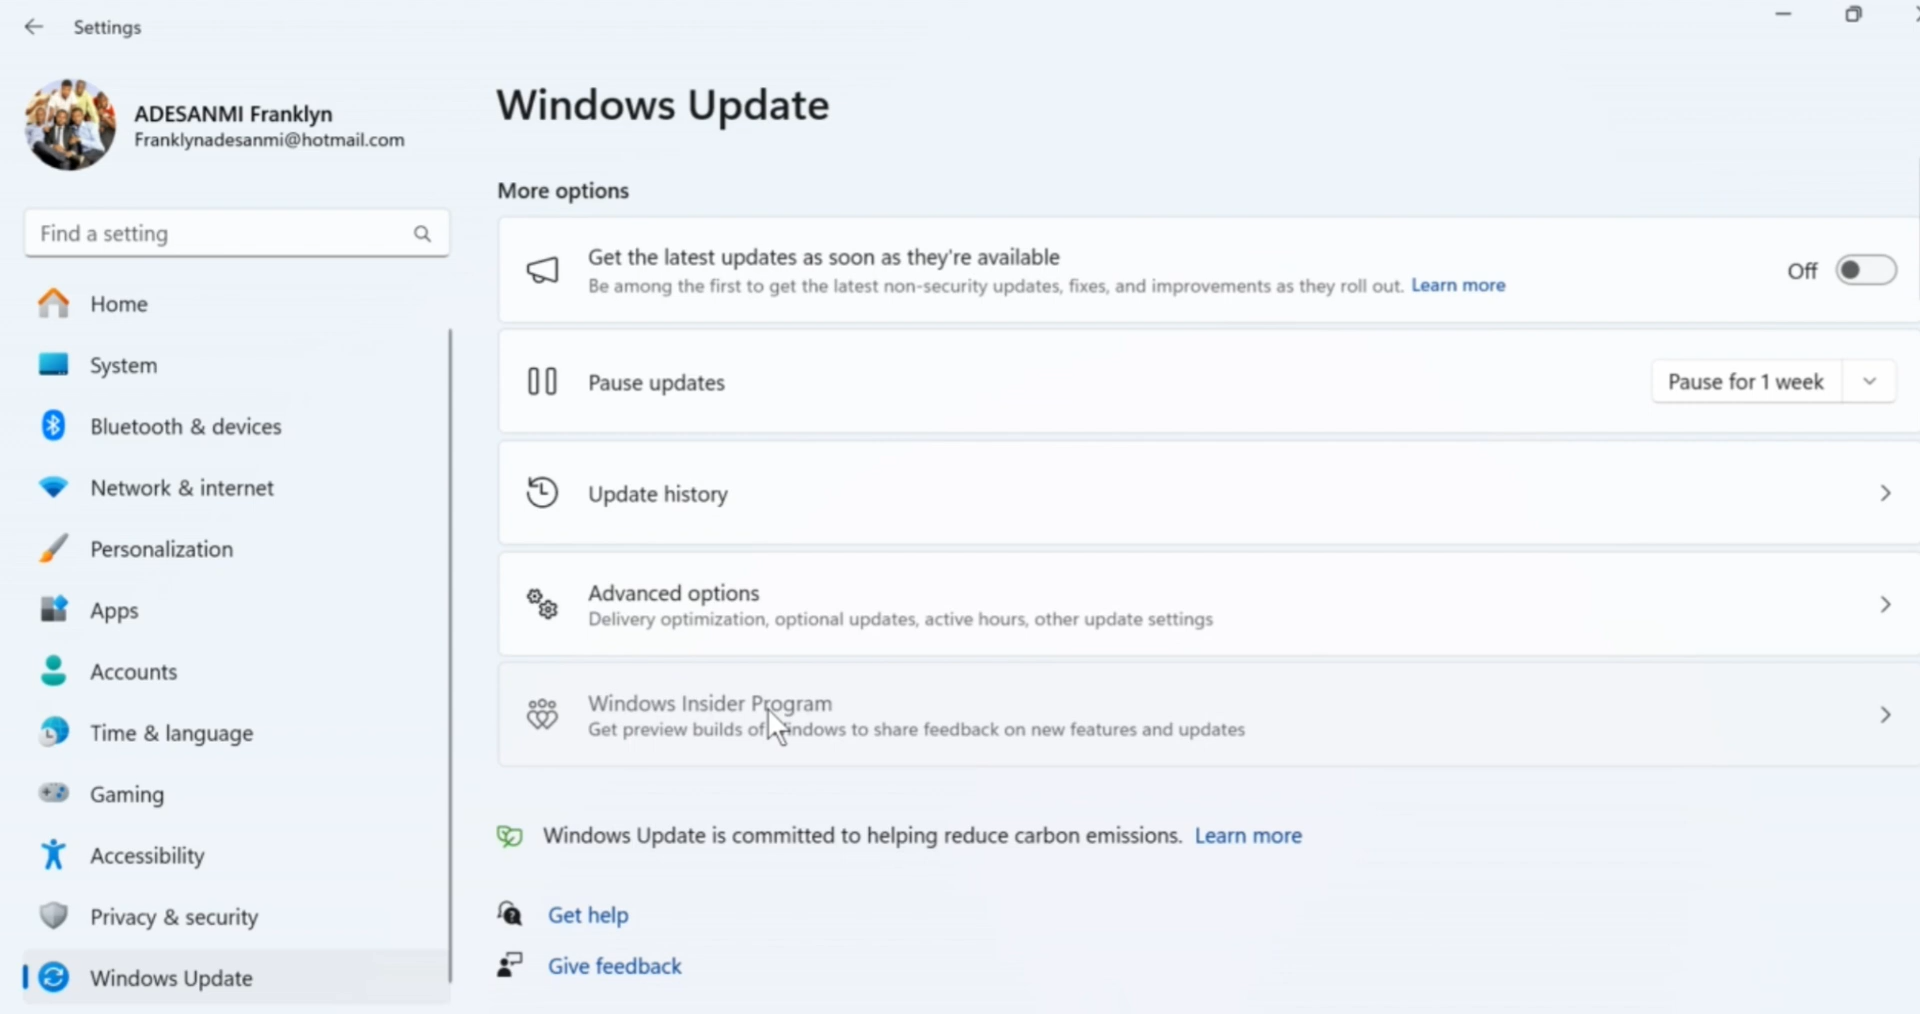 Settings
ADESANMI Franklyn
Franklynadesanmi@hotmail.com
Find a setting
Home
System
Bluetooth & devices
Network & internet
Personalization
Apps
Accounts
Time & language
Gaming
Accessibility
Privacy & security
Windows Update
Windows Update
More options
Get the latest updates as soon as they're available
Be among the first to get the latest non-security updates, fixes, and improvements as they roll out. Learn more
Off
Pause updates
Pause for 1 week
Update history
Advanced options
Delivery optimization, optional updates, active hours, other update settings
Windows Insider Program
Get preview builds of Windows to share feedback on new features and updates
Windows Update is committed to helping reduce carbon emissions. Learn more
Get help
Give feedback